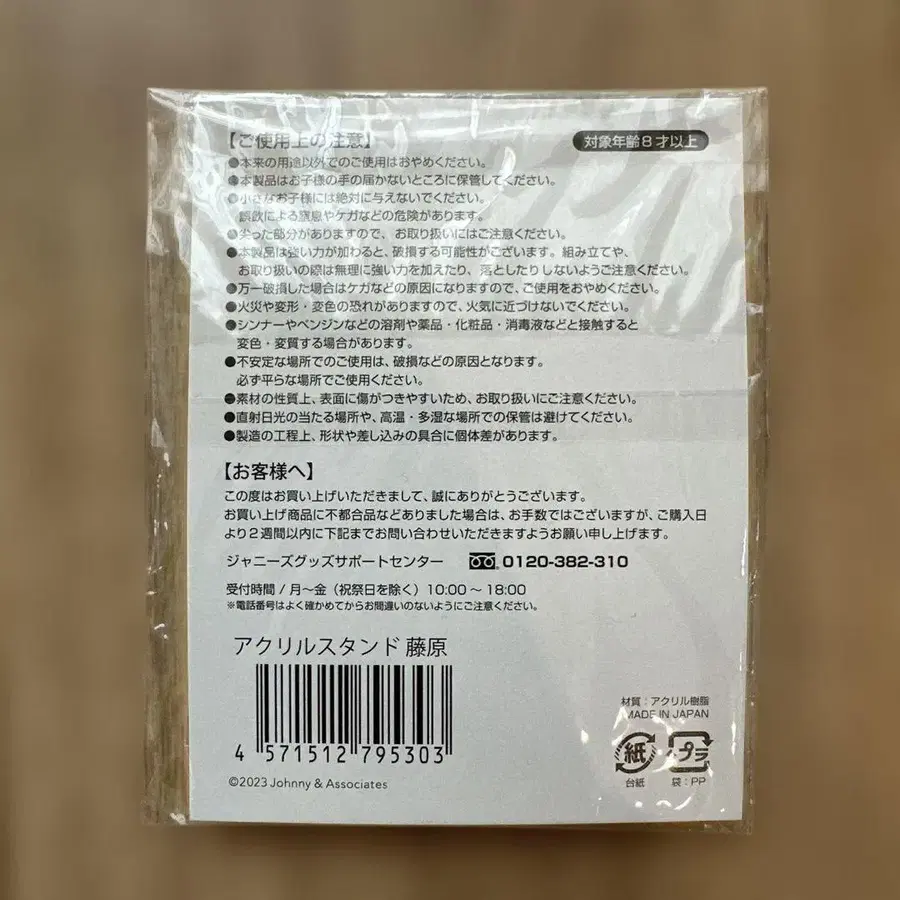 【ご使用上の注意】 対象年齢8才以上
●本来の用途以外でのご使用はおやめください。
●本製品はお子様の手の届かないところに保管してください。
●小さなお子様には絶対に与えないでください。
誤飲による窒息やケガなどの危険があります。
●尖った部分がありますので、お取り扱いにはご注意ください。
●本製品は強い力が加わると、破損する可能性がございます。組み立てや、
お取り扱いの際は無理に強い力を加えたり、落としたりしないようご注意ください。
●万一破損した場合はケガなどの原因になりますので、ご使用をおやめください。
●火災や変形・変色の恐れがありますので、火気に近づけないでください。
●シンナーやベンジンなどの溶剤や薬品・化粧品・消毒液などと接触すると
変色・変質する場合があります。
●不安定な場所でのご使用は、破損などの原因となります。
必ず平らな場所でご使用ください。
●素材の性質上、表面に傷がつきやすいため、お取り扱いにご注意ください。
●直射日光の当たる場所や、高温・多湿な場所での保管は避けてください。
●製造の工程上、形状や差し込みの具合に個体差があります。
【お客様へ】
この度はお買い上げいただきまして、誠にありがとうございます。
お買い上げ商品に不都合品などありました場合は、お手数ではございますが、ご購入日
より2週間以内に下記までお問い合わせいただきますようお願い申し上げます。
ジャニーズグッズサポートセンター 0120-382-310
受付時間 / 月～金（祝祭日を除く）10:00～18:00
※電話番号はよく確かめてからお間違いのないようにご注意ください。
アクリルスタンド 藤原
材質：アクリル樹脂
MADE IN JAPAN
4 571512 795303
紙 プラ
台紙 袋：PP
©2023 Johnny & Associates